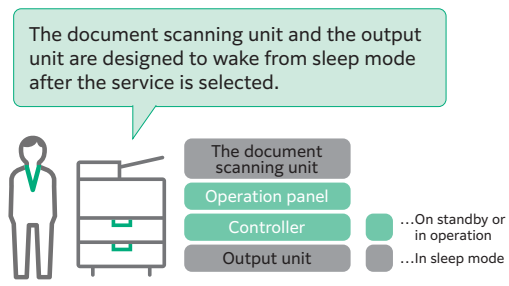 The document scanning unit and the output
unit are designed to wake from sleep mode
after the service is selected.
The document
scanning unit
Operation panel
Controller
Output unit
…On standby or
in operation
…In sleep mode